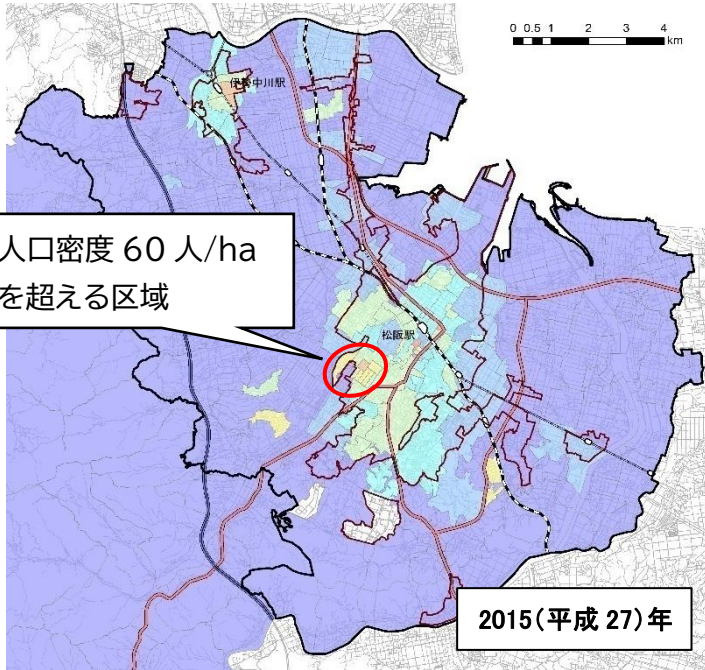 0 0.5 1 2 3 4
km
伊勢中川駅
人口密度 60 人/ha
を超える区域
松阪駅
2015(平成 27)年